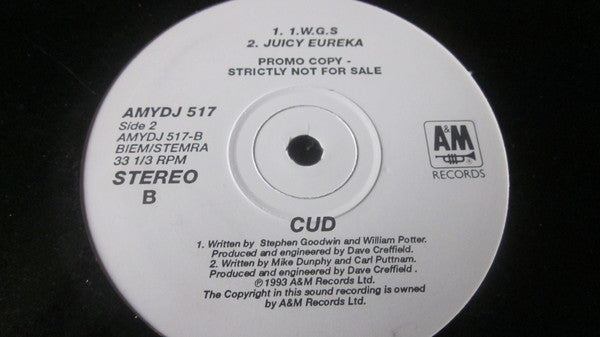 1. 1.W.G.S
2. JUICY EUREKA
PROMO COPY -
STRICTLY NOT FOR SALE
AMYDJ 517
Side 2
AMYDJ 517-B
BIEM/STEMRA
33 1/3 RPM
STEREO
B
A&M
RECORDS
CUD
1. Written by Stephen Goodwin and William Potter.
Produced and engineered by Dave Creffield.
2. Written by Mike Dunphy and Carl Puttnam.
Produced and engineered by Dave Creffield .
℗1993 A&M Records Ltd.
The Copyright in this sound recording is owned
by A&M Records Ltd.